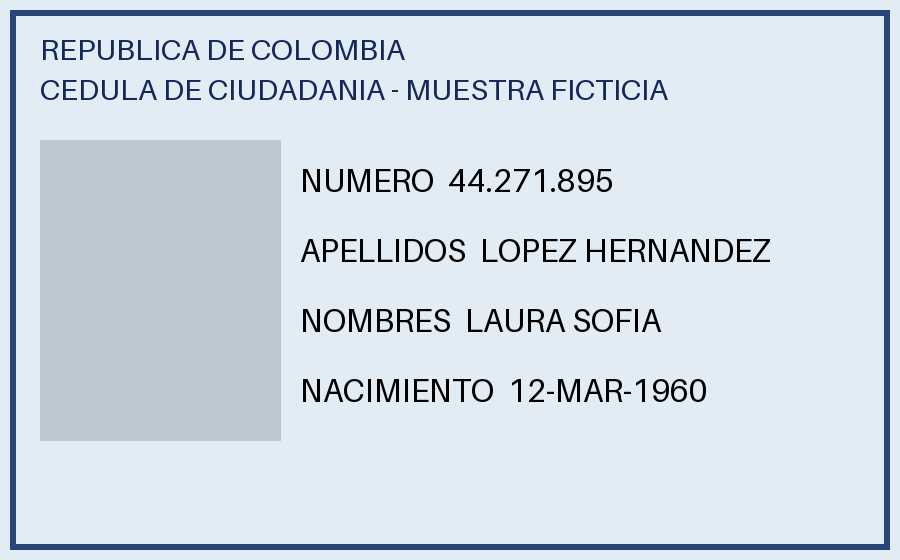 REPUBLICA DE COLOMBIA
CEDULA DE CIUDADANIA - MUESTRA FICTICIA
NUMERO 44.271.895
APELLIDOS LOPEZ HERNANDEZ
NOMBRES LAURA SOFIA
NACIMIENTO 12-MAR-1960